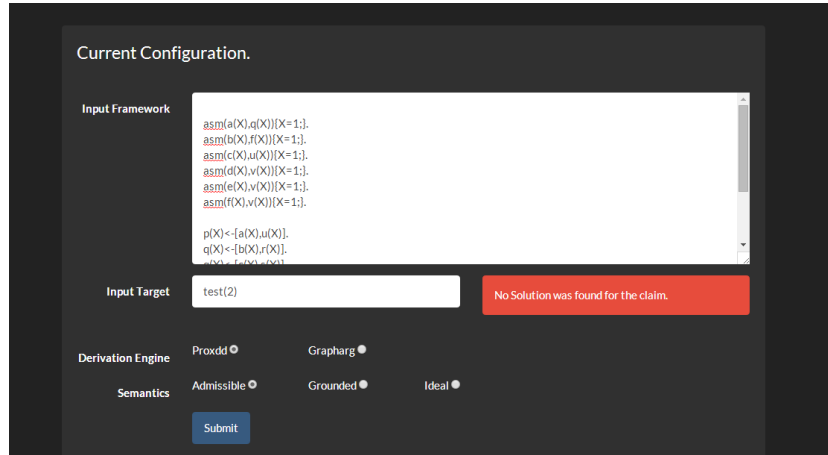 Current Configuration.
Input Framework
asm(a(X),q(X)){X=1;}.
asm(b(X),f(X)){X=1;}.
asm(c(X),u(X)){X=1;}.
asm(d(X),v(X)){X=1;}.
asm(e(X),v(X)){X=1;}.
asm(f(X),v(X)){X=1;}.
p(X)<-[a(X),u(X)].
q(X)<-[b(X),r(X)].
Input Target
test(2)
No Solution was found for the claim.
Derivation Engine
Proxdd
Grapharg
Semantics
Admissible
Grounded
Ideal
Submit